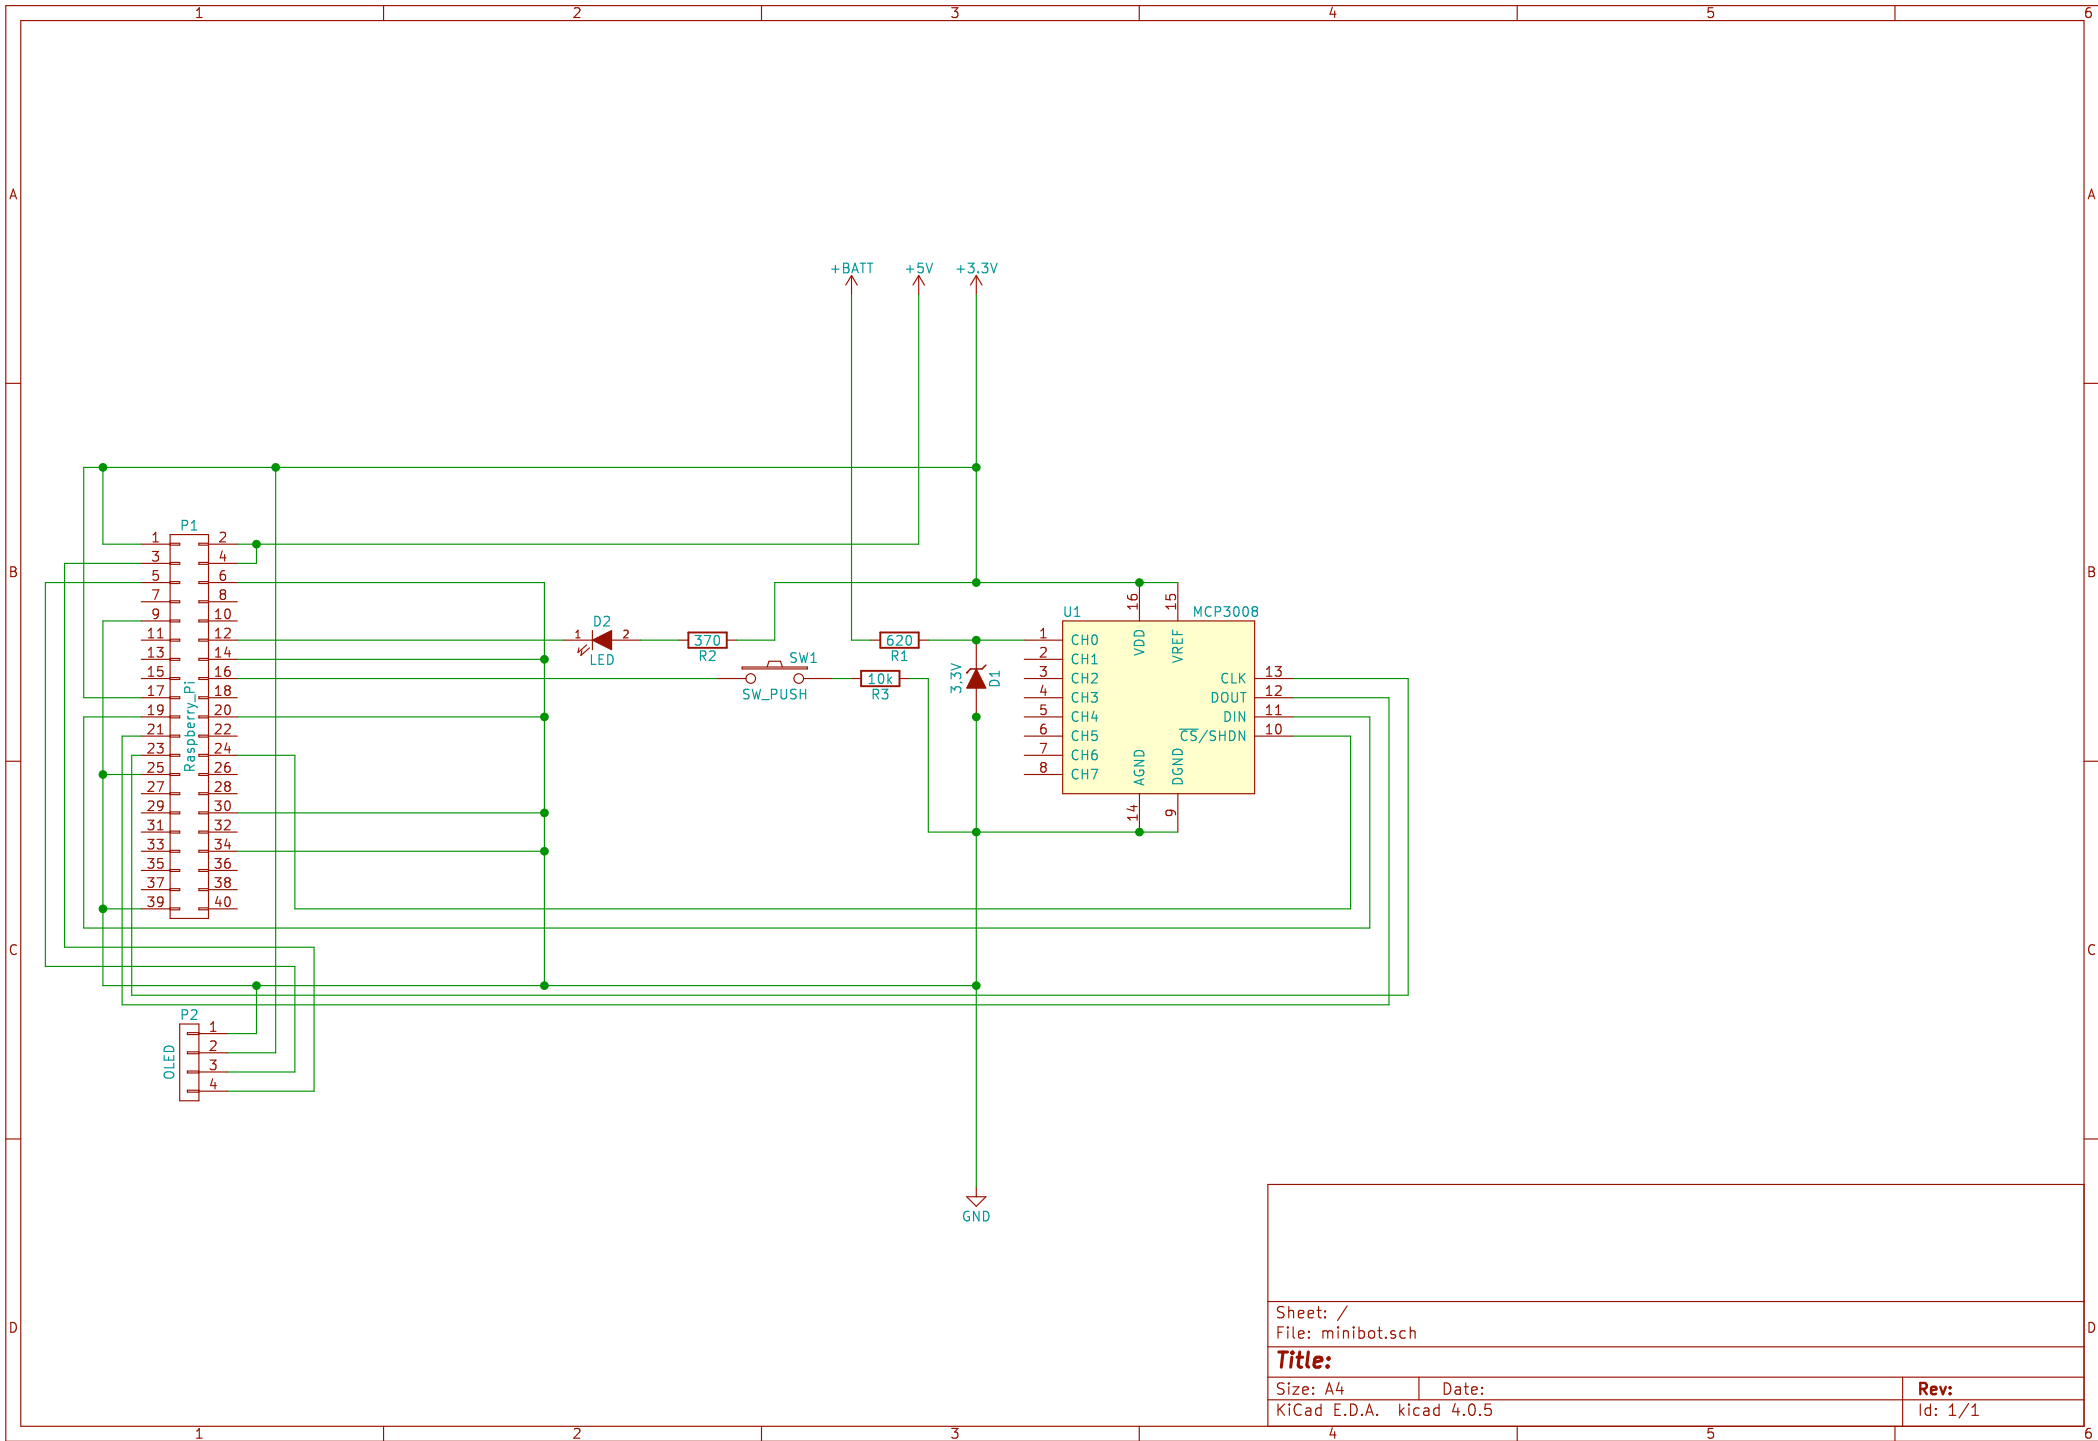 1 2 3 4 5 6
A A
+BATT +5V +3.3V
P1
1 2
3 4
B B
5 6
7 8
9 10
11 12
13 14
15 16
17 18
19 20
21 22
23 24
25 26
27 28
29 30
31 32
33 34
35 36
37 38
39 40
Raspberry_Pi
D2
1 2
LED
370
R2
SW1
SW_PUSH
620
R1
10k
R3
3.3V
D1
U1
MCP3008
16 15
VDD VREF
1 CH0
2 CH1
3 CH2
4 CH3
5 CH4
6 CH5
7 CH6
8 CH7
CLK 13
DOUT 12
DIN 11
CS/SHDN 10
AGND DGND
14 9
C C
P2
OLED
1
2
3
4
GND
D D
Sheet: /
File: minibot.sch
Title:
Size: A4 Date: Rev:
KiCad E.D.A. kicad 4.0.5 Id: 1/1
1 2 3 4 5 6